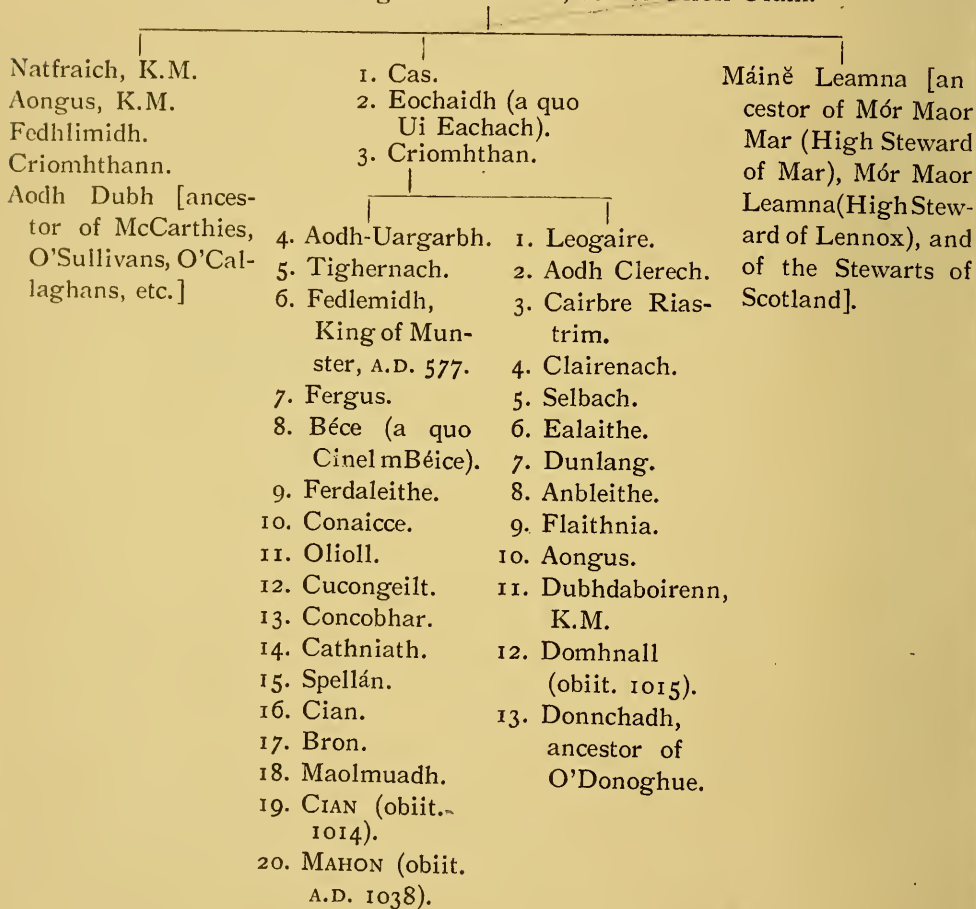 Natfraich, K.M.
Aongus, K.M.
Fedhlimidh.
Criomhthann.
Aodh Dubh [ances-
tor of McCarthies,
O'Sullivans, O'Cal-
laghans, etc.]
1. Cas.
2. Eochaidh (a quo
Ui Eachach).
3. Criomhthan.
4. Aodh-Uargarbh.
5. Tighernach.
6. Fedlemidh,
King of Mun-
ster, A.D. 577.
7. Fergus.
8. Béce (a quo
Cinel mBéice).
9. Ferdaleithe.
10. Conaicce.
11. Olioll.
12. Cucongeilt.
13. Concobhar.
14. Cathniath.
15. Spellán.
16. Cian.
17. Bron.
18. Maolmuadh.
19. CIAN (obiit.
1014).
20. MAHON (obiit.
A.D. 1038).
1. Leogaire.
2. Aodh Clerech.
3. Cairbre Rias-
trim.
4. Clairenach.
5. Selbach.
6. Ealaithe.
7. Dunlang.
8. Anbleithe.
9. Flaithnia.
10. Aongus.
11. Dubhdaboirenn,
K.M.
12. Domhnall
(obiit. 1015).
13. Donnchadh,
ancestor of
O'Donoghue.
Máinĕ Leamna [an
cestor of Mór Maor
Mar (High Steward
of Mar), Mór Maor
Leamna (High Stew-
ard of Lennox), and
of the Stewarts of
Scotland].